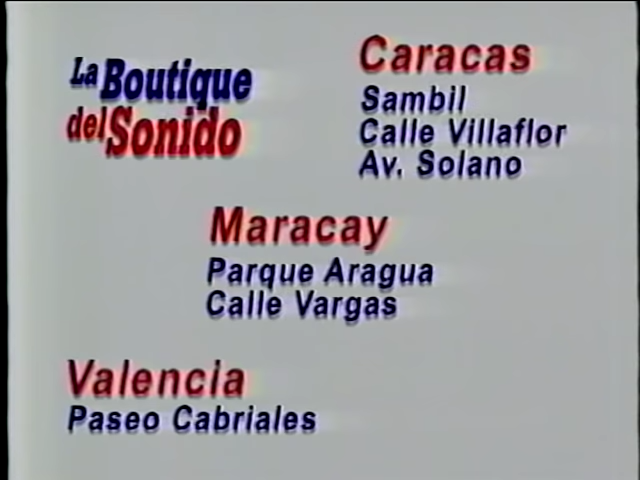 La Boutique
del Sonido
Caracas
Sambil
Calle Villaflor
Av. Solano
Maracay
Parque Aragua
Calle Vargas
Valencia
Paseo Cabriales